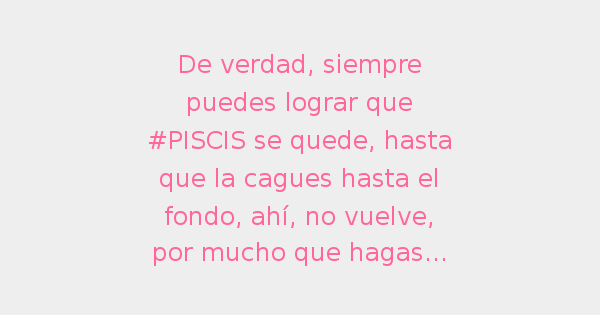 De verdad, siempre
puedes lograr que
#PISCIS se quede, hasta
que la cagues hasta el
fondo, ahí, no vuelve,
por mucho que hagas...